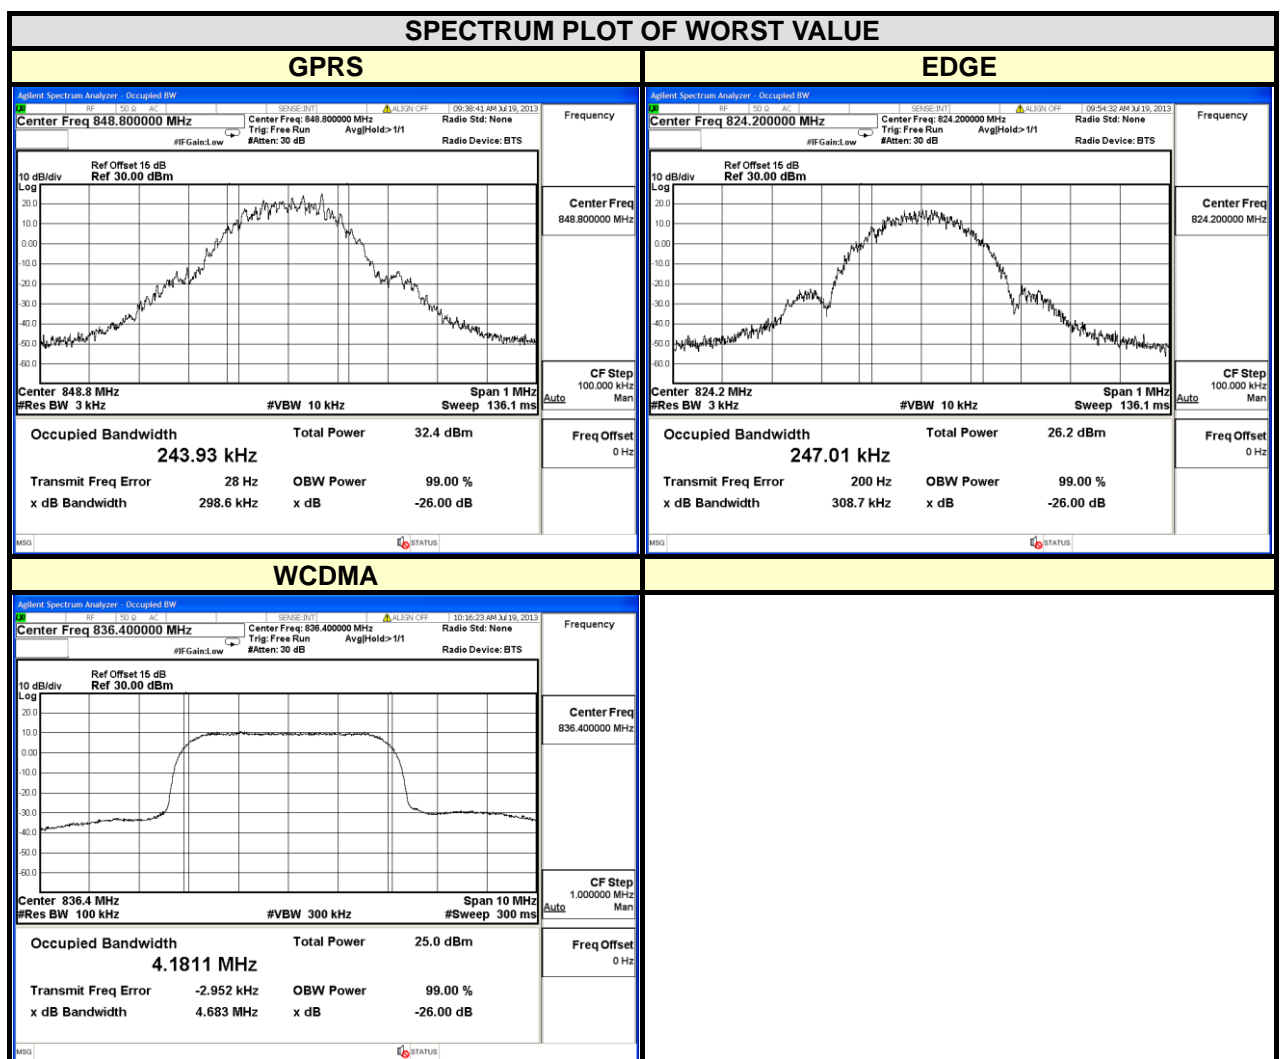 SPECTRUM PLOT OF WORST VALUE
GPRS
Agilent Spectrum Analyzer - Occupied BW
RF 50 Ω AC SENSE:INT ALIGN OFF 09:38:41 AM Jul 19, 2013
Center Freq 848.800000 MHz
Center Freq: 848.800000 MHz
Radio Std: None
Trig: Free Run Avg|Hold:>1/1
#IFGain:Low #Atten: 30 dB Radio Device: BTS
Ref Offset 15 dB
10 dB/div Ref 30.00 dBm
Log
20.0
10.0
0.00
-10.0
-20.0
-30.0
-40.0
-50.0
-60.0
Center 848.8 MHz Span 1 MHz
#Res BW 3 kHz #VBW 10 kHz Sweep 136.1 ms
Occupied Bandwidth Total Power 32.4 dBm
243.93 kHz
Transmit Freq Error 28 Hz OBW Power 99.00 %
x dB Bandwidth 298.6 kHz x dB -26.00 dB
MSG STATUS
Frequency
Center Freq
848.800000 MHz
CF Step
100.000 kHz
Auto Man
Freq Offset
0 Hz
EDGE
Agilent Spectrum Analyzer - Occupied BW
RF 50 Ω AC SENSE:INT ALIGN OFF 09:54:32 AM Jul 19, 2013
Center Freq 824.200000 MHz
Center Freq: 824.200000 MHz
Radio Std: None
Trig: Free Run Avg|Hold:>1/1
#IFGain:Low #Atten: 30 dB Radio Device: BTS
Ref Offset 15 dB
10 dB/div Ref 30.00 dBm
Log
20.0
10.0
0.00
-10.0
-20.0
-30.0
-40.0
-50.0
-60.0
Center 824.2 MHz Span 1 MHz
#Res BW 3 kHz #VBW 10 kHz Sweep 136.1 ms
Occupied Bandwidth Total Power 26.2 dBm
247.01 kHz
Transmit Freq Error 200 Hz OBW Power 99.00 %
x dB Bandwidth 308.7 kHz x dB -26.00 dB
MSG STATUS
Frequency
Center Freq
824.200000 MHz
CF Step
100.000 kHz
Auto Man
Freq Offset
0 Hz
WCDMA
Agilent Spectrum Analyzer - Occupied BW
RF 50 Ω AC SENSE:INT ALIGN OFF 10:16:23 AM Jul 19, 2013
Center Freq 836.400000 MHz
Center Freq: 836.400000 MHz
Radio Std: None
Trig: Free Run Avg|Hold:>1/1
#IFGain:Low #Atten: 30 dB Radio Device: BTS
Ref Offset 15 dB
10 dB/div Ref 30.00 dBm
Log
20.0
10.0
0.00
-10.0
-20.0
-30.0
-40.0
-50.0
-60.0
Center 836.4 MHz Span 10 MHz
#Res BW 100 kHz #VBW 300 kHz #Sweep 300 ms
Occupied Bandwidth Total Power 25.0 dBm
4.1811 MHz
Transmit Freq Error -2.952 kHz OBW Power 99.00 %
x dB Bandwidth 4.683 MHz x dB -26.00 dB
MSG STATUS
Frequency
Center Freq
836.400000 MHz
CF Step
1.000000 MHz
Auto Man
Freq Offset
0 Hz